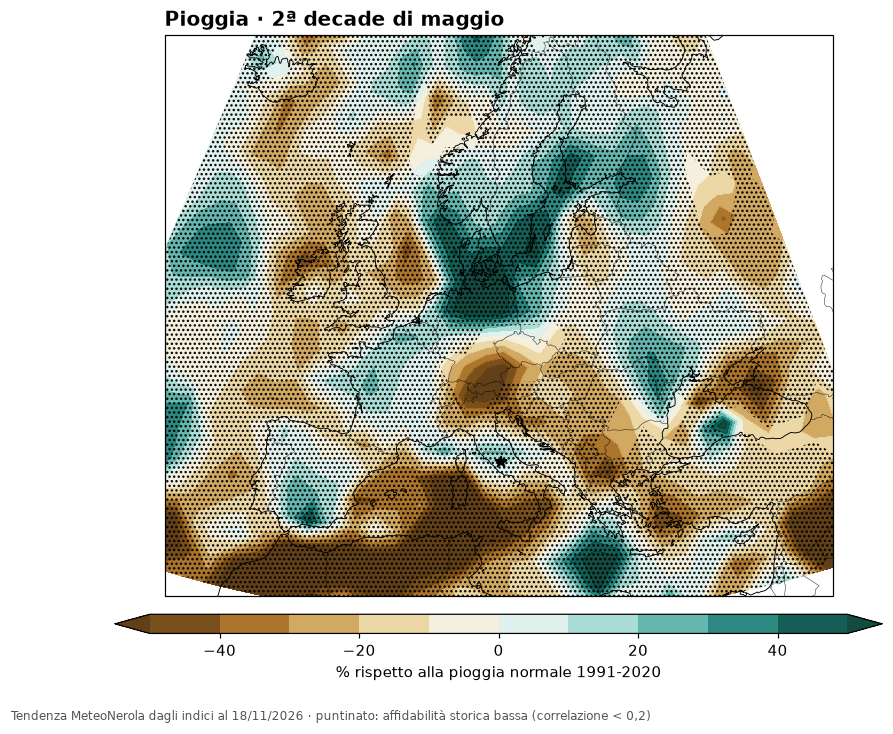 Pioggia · 2ª decade di maggio
−40 −20 0 20 40
% rispetto alla pioggia normale 1991-2020
Tendenza MeteoNerola dagli indici al 18/11/2026 · puntinato: affidabilità storica bassa (correlazione < 0,2)